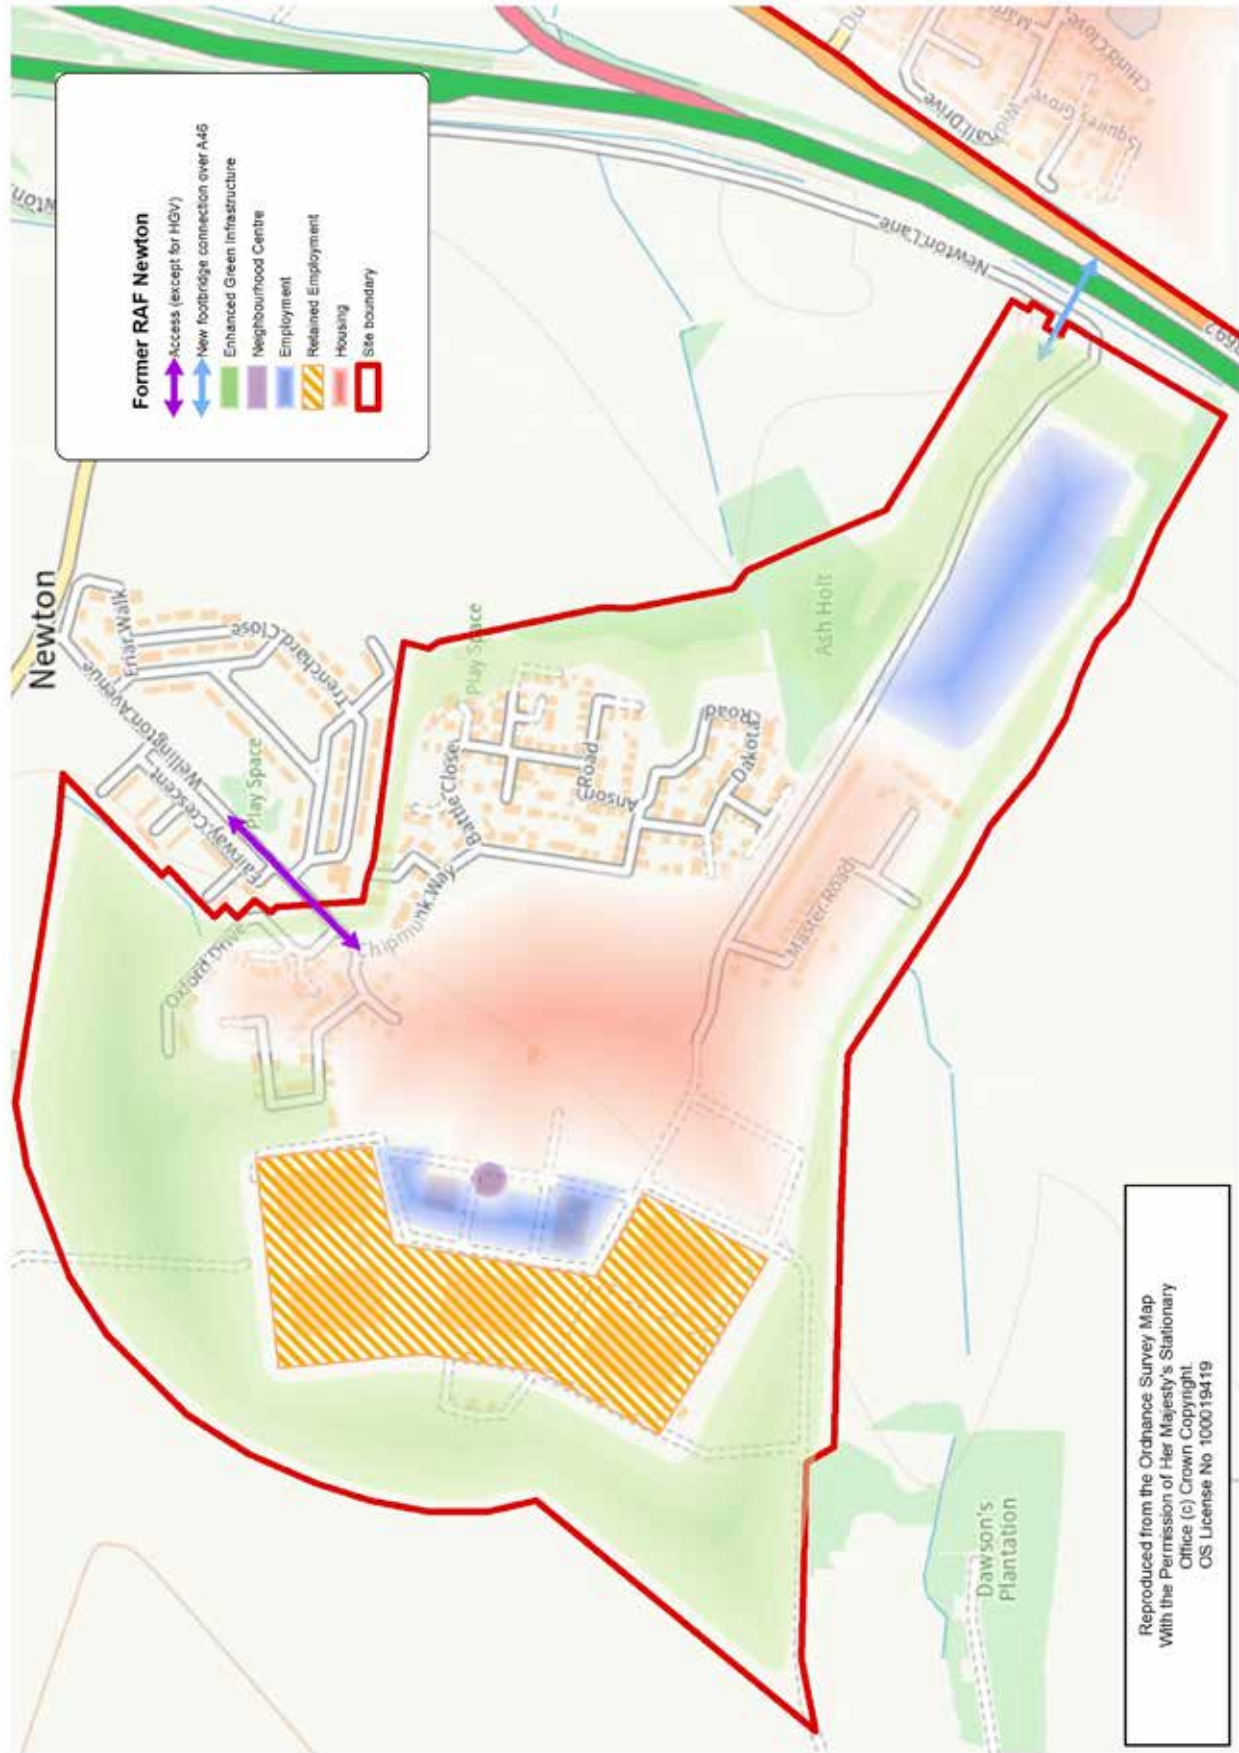 Former RAF Newton
Access (except for HGV)
New footbridge connection over A46
Enhanced Green Infrastructure
Neighbourhood Centre
Employment
Retained Employment
Housing
Site boundary
Newton
Friar Walk
Trenchard Close
Wellington Avenue
Fairway Crescent
Play Space
Oxford Drive
Chipmunk Way
Battle Close
Play Space
Anson Road
Dakota Road
Ash Holt
Master Road
Newton Lane
Squires Grove
Dawson's
Plantation
Reproduced from the Ordnance Survey Map
With the Permission of Her Majesty's Stationary
Office (c) Crown Copyright.
OS License No 100019419